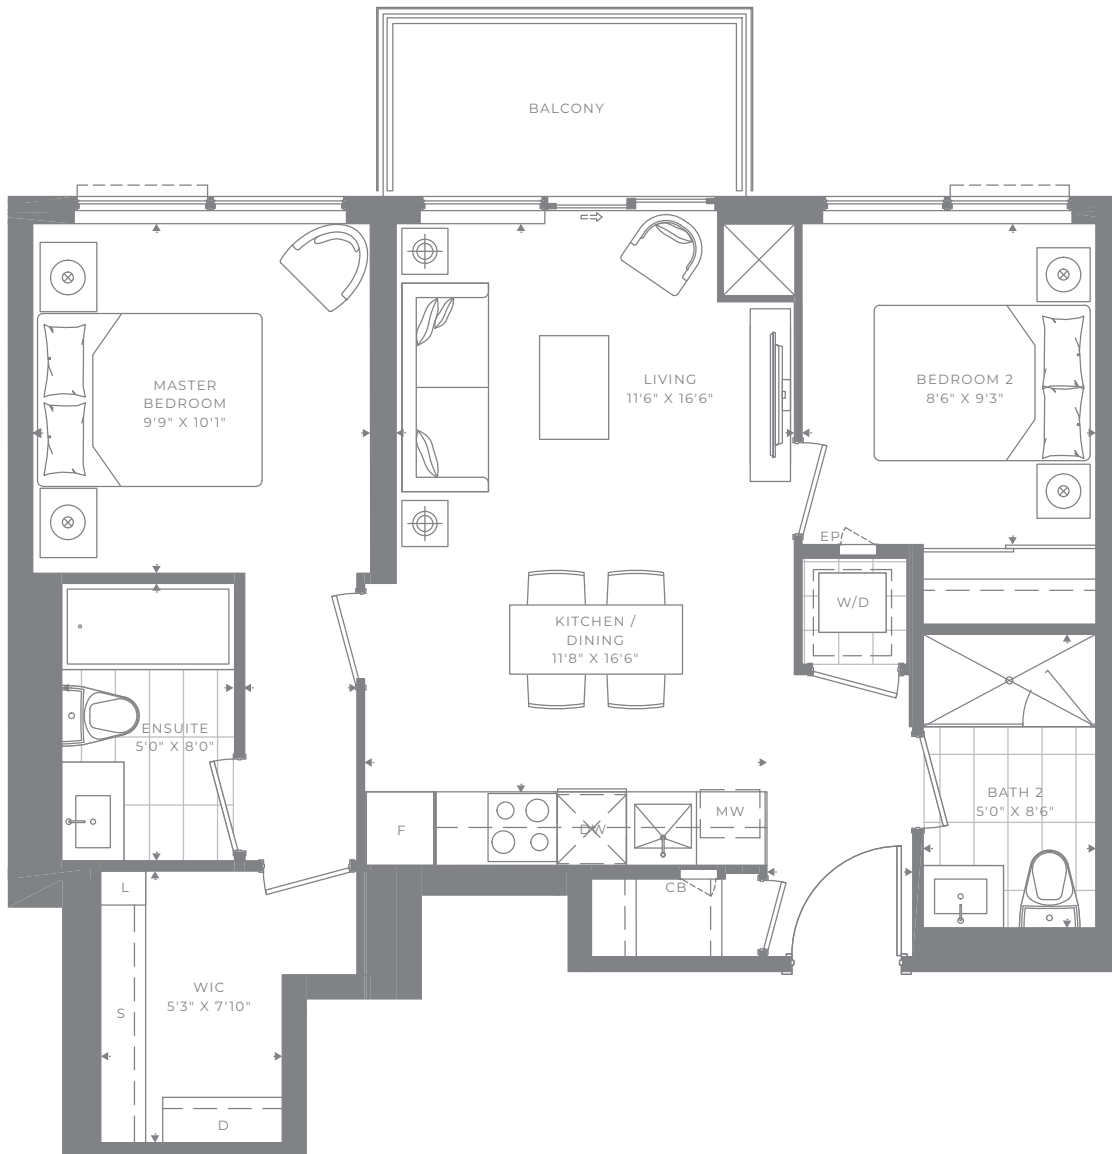 BALCONY
MASTER
BEDROOM
9'9" X 10'1"
LIVING
11'6" X 16'6"
BEDROOM 2
8'6" X 9'3"
EP
W/D
KITCHEN /
DINING
11'8" X 16'6"
ENSUITE
5'0" X 8'0"
BATH 2
5'0" X 8'6"
F
DW
MW
L
CB
WIC
5'3" X 7'10"
S
D